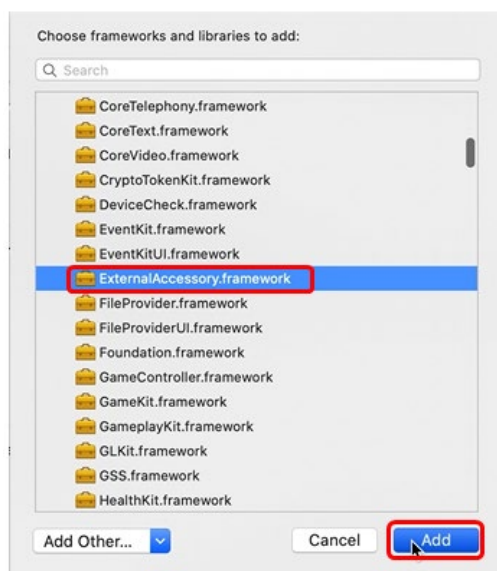 Choose frameworks and libraries to add:
Search
CoreTelephony.framework
CoreText.framework
CoreVideo.framework
CryptoTokenKit.framework
DeviceCheck.framework
EventKit.framework
EventKitUI.framework
ExternalAccessory.framework
FileProvider.framework
FileProviderUI.framework
Foundation.framework
GameController.framework
GameKit.framework
GameplayKit.framework
GLKit.framework
GSS.framework
HealthKit.framework
Add Other... Cancel Add